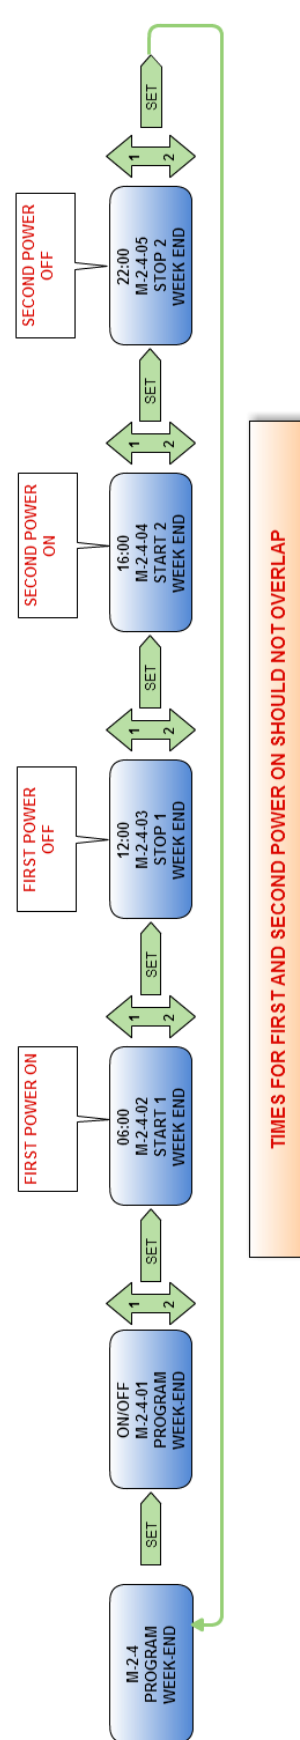 M-2-4
PROGRAM
WEEK-END
SET
ON/OFF
M-2-4-01
PROGRAM
WEEK-END
1
2
SET
FIRST POWER ON
06:00
M-2-4-02
START 1
WEEK END
1
2
SET
FIRST POWER
OFF
12:00
M-2-4-03
STOP 1
WEEK END
1
2
SET
SECOND POWER
ON
16:00
M-2-4-04
START 2
WEEK END
1
2
SET
SECOND POWER
OFF
22:00
M-2-4-05
STOP 2
WEEK END
1
2
SET
TIMES FOR FIRST AND SECOND POWER ON SHOULD NOT OVERLAP